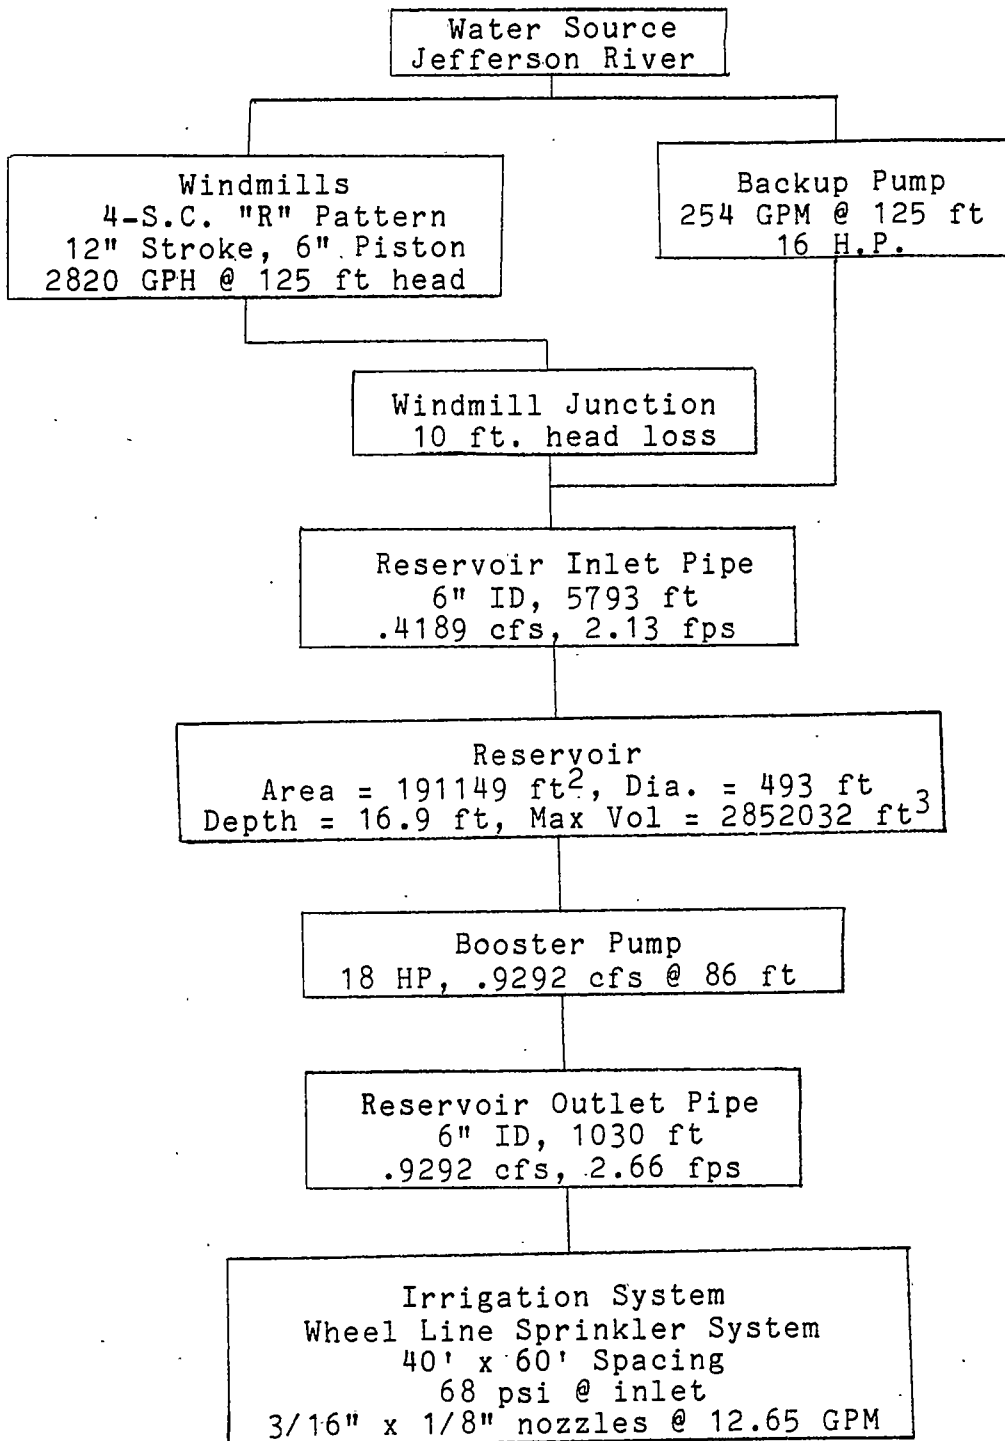 Water Source
Jefferson River
Windmills
4-S.C. "R" Pattern
12" Stroke, 6" Piston
2820 GPH @ 125 ft head
Backup Pump
254 GPM @ 125 ft
16 H.P.
Windmill Junction
10 ft. head loss
Reservoir Inlet Pipe
6" ID, 5793 ft
.4189 cfs, 2.13 fps
Reservoir
Area = 191149 ft², Dia. = 493 ft
Depth = 16.9 ft, Max Vol = 2852032 ft³
Booster Pump
18 HP, .9292 cfs @ 86 ft
Reservoir Outlet Pipe
6" ID, 1030 ft
.9292 cfs, 2.66 fps
Irrigation System
Wheel Line Sprinkler System
40' x 60' Spacing
68 psi @ inlet
3/16" x 1/8" nozzles @ 12.65 GPM